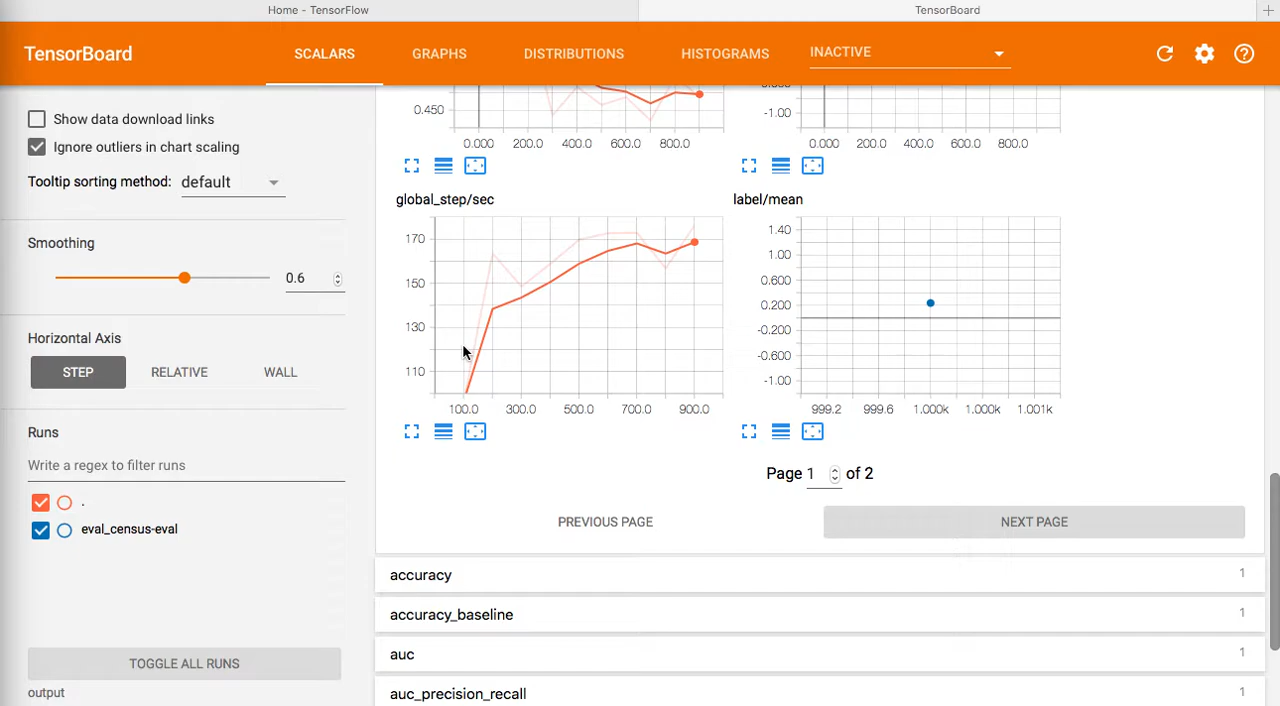 Home - TensorFlow
TensorBoard
+
TensorBoard
SCALARS
GRAPHS
DISTRIBUTIONS
HISTOGRAMS
INACTIVE
Show data download links
Ignore outliers in chart scaling
Tooltip sorting method: default
Smoothing
0.6
Horizontal Axis
STEP
RELATIVE
WALL
Runs
Write a regex to filter runs
.
eval_census-eval
TOGGLE ALL RUNS
output
0.450
0.000 200.0 400.0 600.0 800.0
-1.00
0.000 200.0 400.0 600.0 800.0
global_step/sec
170
150
130
110
100.0 300.0 500.0 700.0 900.0
label/mean
1.40
1.00
0.600
0.200
-0.200
-0.600
-1.00
999.2 999.6 1.000k 1.000k 1.001k
Page 1 of 2
PREVIOUS PAGE
NEXT PAGE
accuracy 1
accuracy_baseline 1
auc 1
auc_precision_recall 1